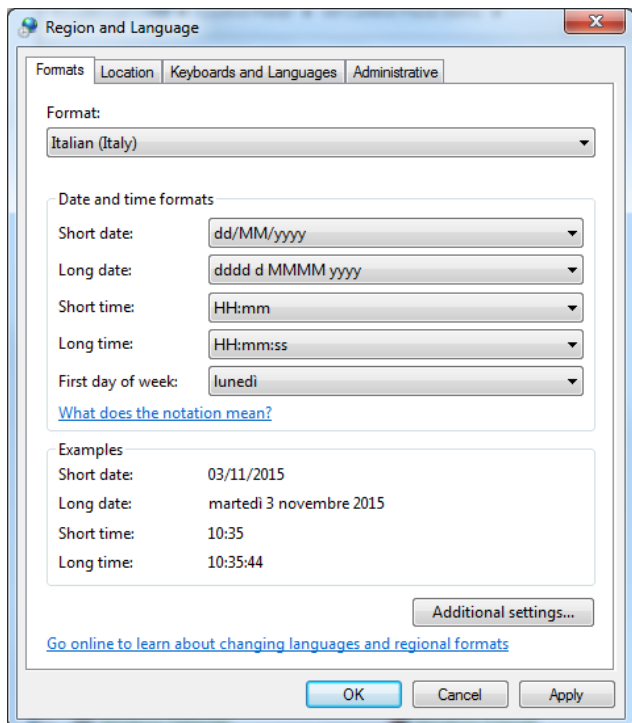 Region and Language
Formats Location Keyboards and Languages Administrative
Format:
Italian (Italy)
Date and time formats
Short date: dd/MM/yyyy
Long date: dddd d MMMM yyyy
Short time: HH:mm
Long time: HH:mm:ss
First day of week: lunedì
What does the notation mean?
Examples
Short date: 03/11/2015
Long date: martedì 3 novembre 2015
Short time: 10:35
Long time: 10:35:44
Additional settings...
Go online to learn about changing languages and regional formats
OK Cancel Apply